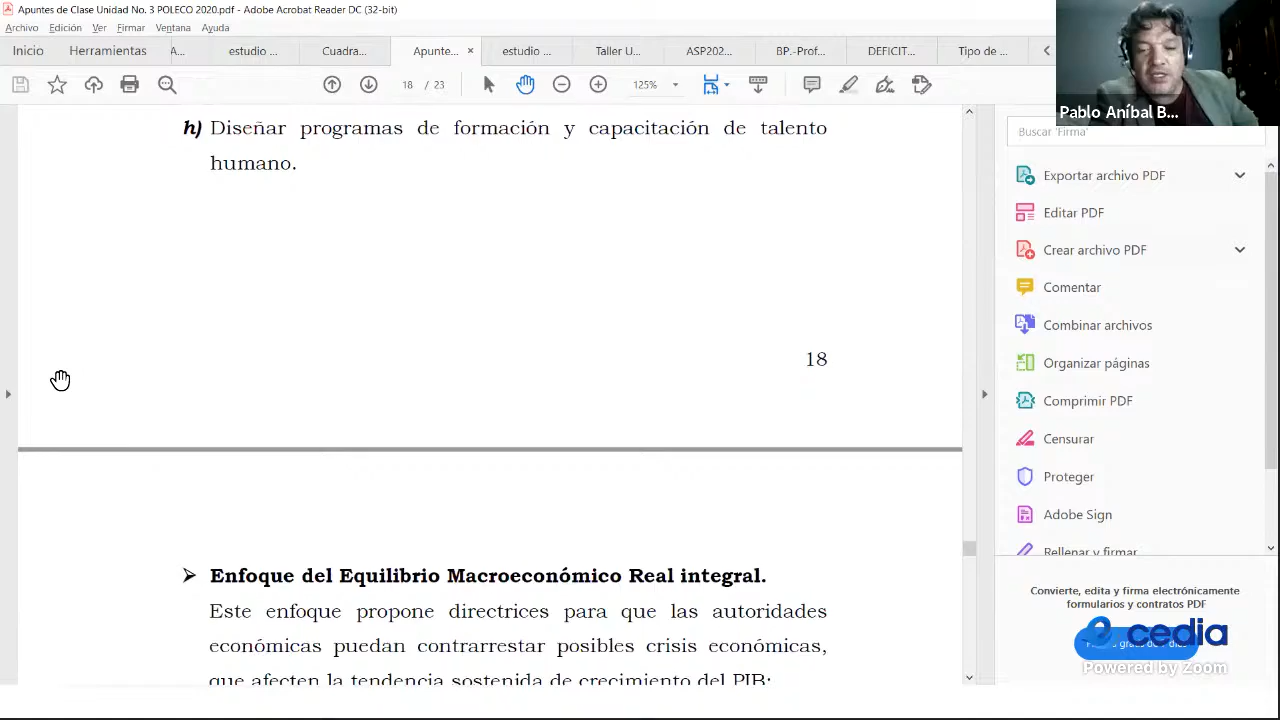 Apuntes de Clase Unidad No. 3 POLECO 2020.pdf - Adobe Acrobat Reader DC (32-bit)
Archivo Edición Ver Firmar Ventana Ayuda
Inicio Herramientas A... estudio ... Cuadra... Apunte... × estudio ... Taller U... ASP202... BP.-Prof... DEFICIT... Tipo de ...
18 / 23 125%
Pablo Aníbal B...
Buscar 'Firma'
h) Diseñar programas de formación y capacitación de talento
humano.
18
Enfoque del Equilibrio Macroeconómico Real integral.
Este enfoque propone directrices para que las autoridades
económicas puedan contrarrestar posibles crisis económicas,
que afecten la tendencia sostenida de crecimiento del PIB:
Exportar archivo PDF
Editar PDF
Crear archivo PDF
Comentar
Combinar archivos
Organizar páginas
Comprimir PDF
Censurar
Proteger
Adobe Sign
Rellenar y firmar
Convierte, edita y firma electrónicamente
formularios y contratos PDF
cedia
Powered by Zoom